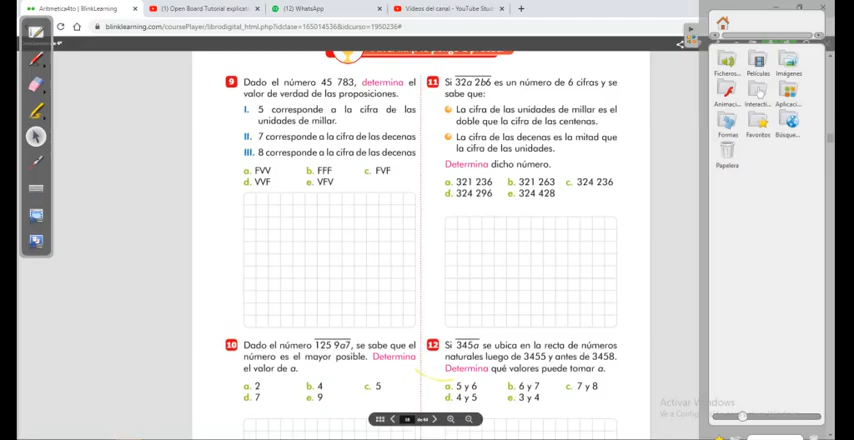 Aritmetica4to | BlinkLearning
(1) Open Board Tutorial explicat
(12) WhatsApp
Videos del canal - YouTube Stud
blinklearning.com/coursePlayer/librodigital_html.php?idclase=165014536&idcurso=1950236#
9 Dado el número 45 783, determina el
valor de verdad de las proposiciones.
I. 5 corresponde a la cifra de las
unidades de millar.
II. 7 corresponde a la cifra de las decenas
III. 8 corresponde a la cifra de las decenas
a. FVV b. FFF c. FVF
d. VVF e. VFV
10 Dado el número 125 9a7, se sabe que el
número es el mayor posible. Determina
el valor de a.
a. 2 b. 4 c. 5
d. 7 e. 9
11 Si 32a 2b6 es un número de 6 cifras y se
sabe que:
La cifra de las unidades de millar es el
doble que la cifra de las centenas.
La cifra de las decenas es la mitad que
la cifra de las unidades.
Determina dicho número.
a. 321 236 b. 321 263 c. 324 236
d. 324 296 e. 324 428
12 Si 345a se ubica en la recta de números
naturales luego de 3455 y antes de 3458.
Determina qué valores puede tomar a.
a. 5 y 6 b. 6 y 7 c. 7 y 8
d. 4 y 5 e. 3 y 4
Ficheros... Películas Imágenes
Animaci... Interacti... Aplicaci...
Formas Favoritos Búsque...
Papelera
Activar Windows